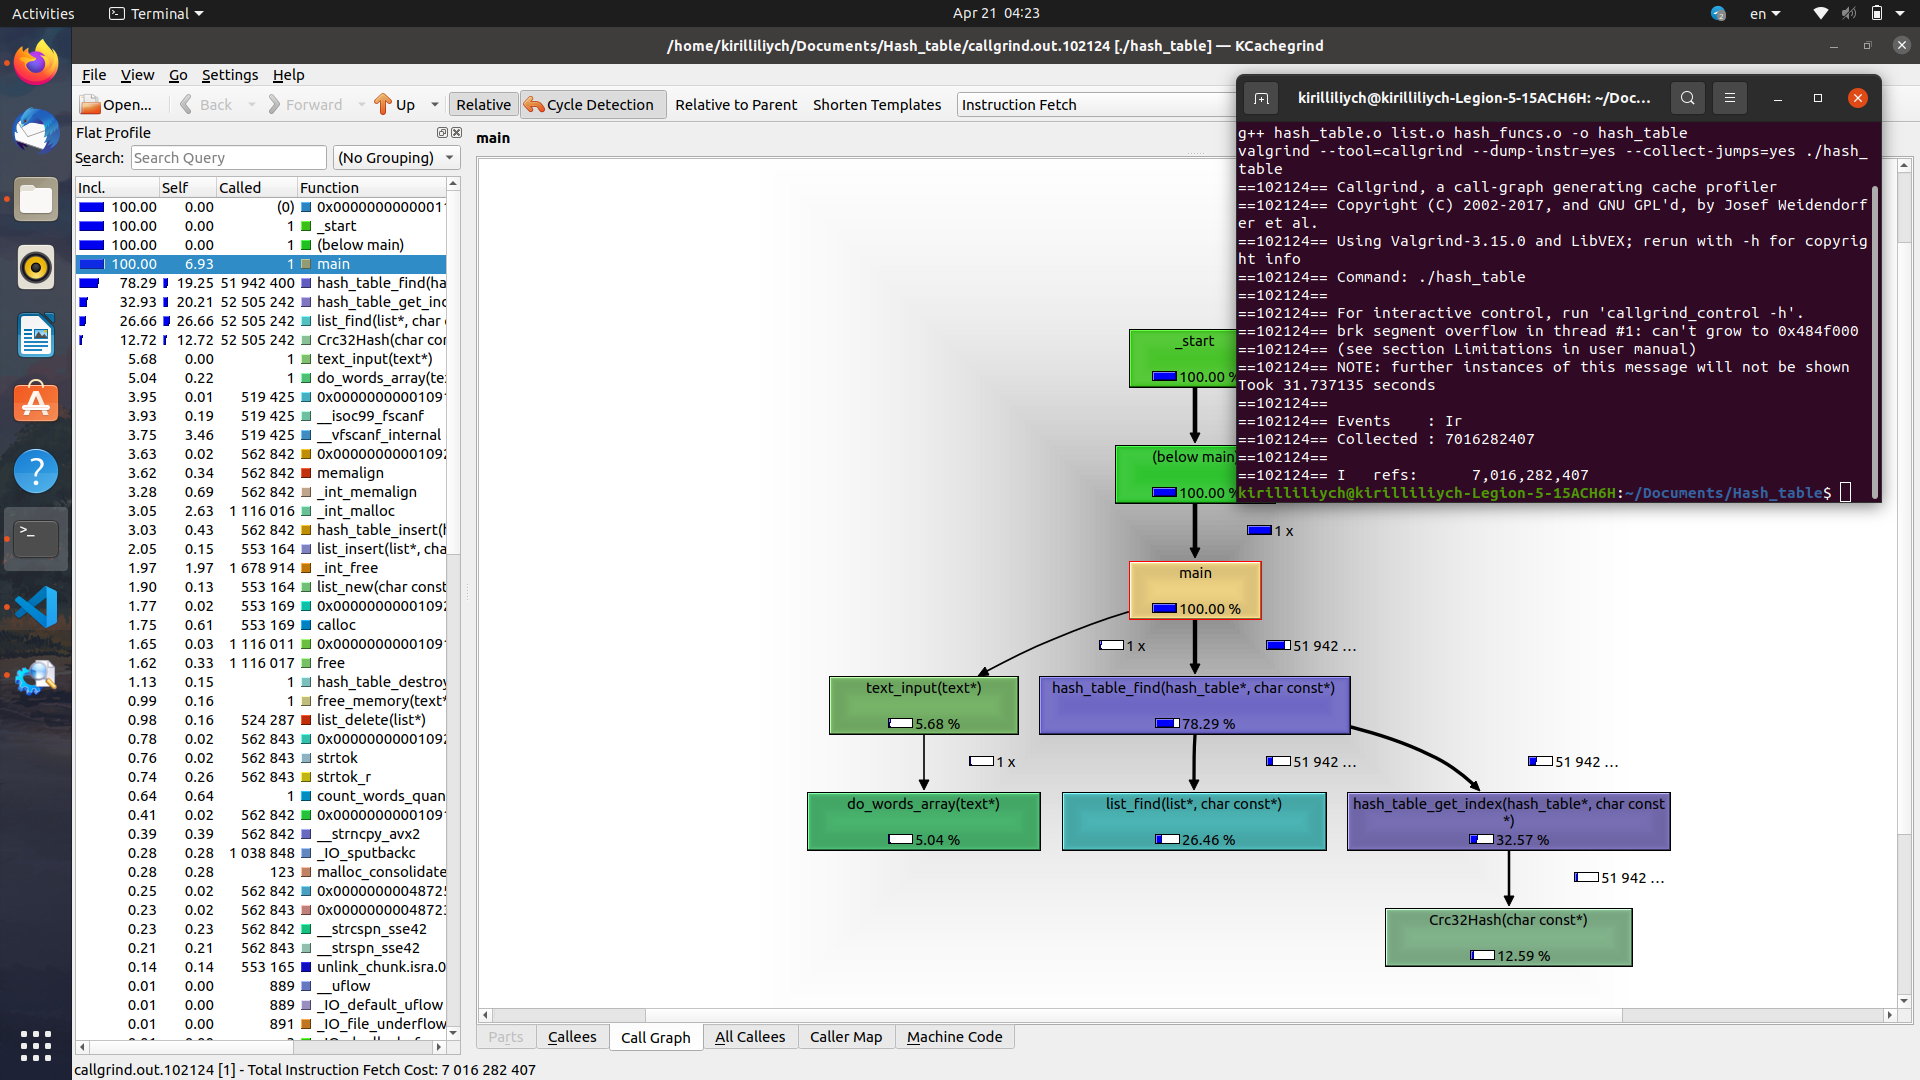 Activities
Terminal
Apr 21 04:23
en
/home/kirilliliych/Documents/Hash_table/callgrind.out.102124 [./hash_table] — KCachegrind
File View Go Settings Help
Open... Back Forward Up Relative Cycle Detection Relative to Parent Shorten Templates Instruction Fetch
Flat Profile
Search: Search Query (No Grouping)
Incl. Self Called Function
100.00 0.00 (0) 0x00000000000011
100.00 0.00 1 _start
100.00 0.00 1 (below main)
100.00 6.93 1 main
78.29 19.25 51 942 400 hash_table_find(ha
32.93 20.21 52 505 242 hash_table_get_inc
26.66 26.66 52 505 242 list_find(list*, char c
12.72 12.72 52 505 242 Crc32Hash(char cor
5.68 0.00 1 text_input(text*)
5.04 0.22 1 do_words_array(te
3.95 0.01 519 425 0x00000000001091
3.93 0.19 519 425 __isoc99_fscanf
3.75 3.46 519 425 __vfscanf_internal
3.63 0.02 562 842 0x00000000001092
3.62 0.34 562 842 memalign
3.28 0.69 562 842 _int_memalign
3.05 2.63 1 116 016 _int_malloc
3.03 0.43 562 842 hash_table_insert(h
2.05 0.15 553 164 list_insert(list*, cha
1.97 1.97 1 678 914 _int_free
1.90 0.13 553 164 list_new(char const
1.77 0.02 553 169 0x00000000001092
1.75 0.61 553 169 calloc
1.65 0.03 1 116 011 0x00000000001091
1.62 0.33 1 116 017 free
1.13 0.15 1 hash_table_destroy
0.99 0.16 1 free_memory(text*
0.98 0.16 524 287 list_delete(list*)
0.78 0.02 562 843 0x00000000001092
0.76 0.02 562 843 strtok
0.74 0.26 562 843 strtok_r
0.64 0.64 1 count_words_quan
0.41 0.02 562 842 0x00000000001091
0.39 0.39 562 842 __strncpy_avx2
0.28 0.28 1 038 848 _IO_sputbackc
0.28 0.28 123 malloc_consolidate
0.25 0.02 562 842 0x00000000048725
0.23 0.02 562 843 0x00000000048723
0.23 0.23 562 842 __strcspn_sse42
0.21 0.21 562 843 __strspn_sse42
0.14 0.14 553 165 unlink_chunk.isra.0
0.01 0.00 889 __uflow
0.01 0.00 889 _IO_default_uflow
0.01 0.00 891 _IO_file_underflow
main
_start
100.00 %
(below main)
100.00 %
1 x
main
100.00 %
1 x
51 942 ...
text_input(text*)
5.68 %
hash_table_find(hash_table*, char const*)
78.29 %
1 x
51 942 ...
51 942 ...
do_words_array(text*)
5.04 %
list_find(list*, char const*)
26.46 %
hash_table_get_index(hash_table*, char const
*)
32.57 %
51 942 ...
Crc32Hash(char const*)
12.59 %
Parts Callees Call Graph All Callees Caller Map Machine Code
callgrind.out.102124 [1] - Total Instruction Fetch Cost: 7 016 282 407
kirilliliych@kirilliliych-Legion-5-15ACH6H: ~/Doc...
g++ hash_table.o list.o hash_funcs.o -o hash_table
valgrind --tool=callgrind --dump-instr=yes --collect-jumps=yes ./hash_
table
==102124== Callgrind, a call-graph generating cache profiler
==102124== Copyright (C) 2002-2017, and GNU GPL'd, by Josef Weidendorf
er et al.
==102124== Using Valgrind-3.15.0 and LibVEX; rerun with -h for copyrig
ht info
==102124== Command: ./hash_table
==102124==
==102124== For interactive control, run 'callgrind_control -h'.
==102124== brk segment overflow in thread #1: can't grow to 0x484f000
==102124== (see section Limitations in user manual)
==102124== NOTE: further instances of this message will not be shown
Took 31.737135 seconds
==102124==
==102124== Events : Ir
==102124== Collected : 7016282407
==102124==
==102124== I refs: 7,016,282,407
kirilliliych@kirilliliych-Legion-5-15ACH6H:~/Documents/Hash_table$